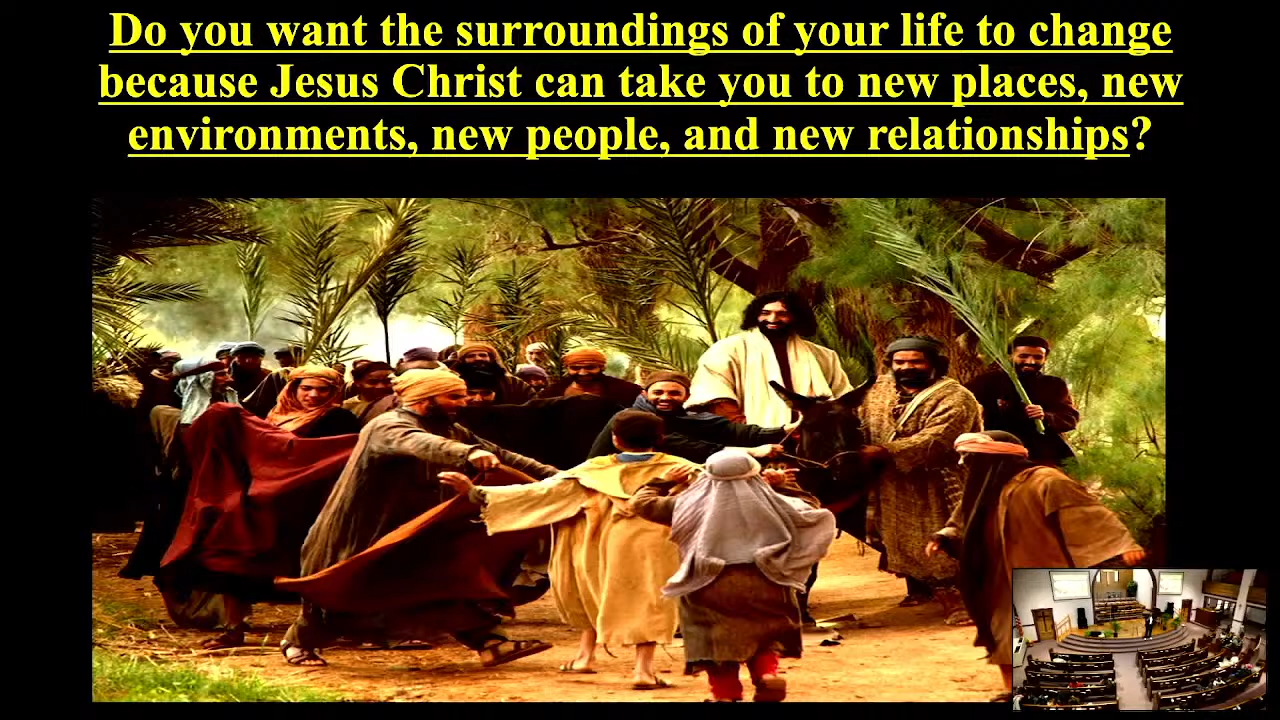 Do you want the surroundings of your life to change
because Jesus Christ can take you to new places, new
environments, new people, and new relationships?